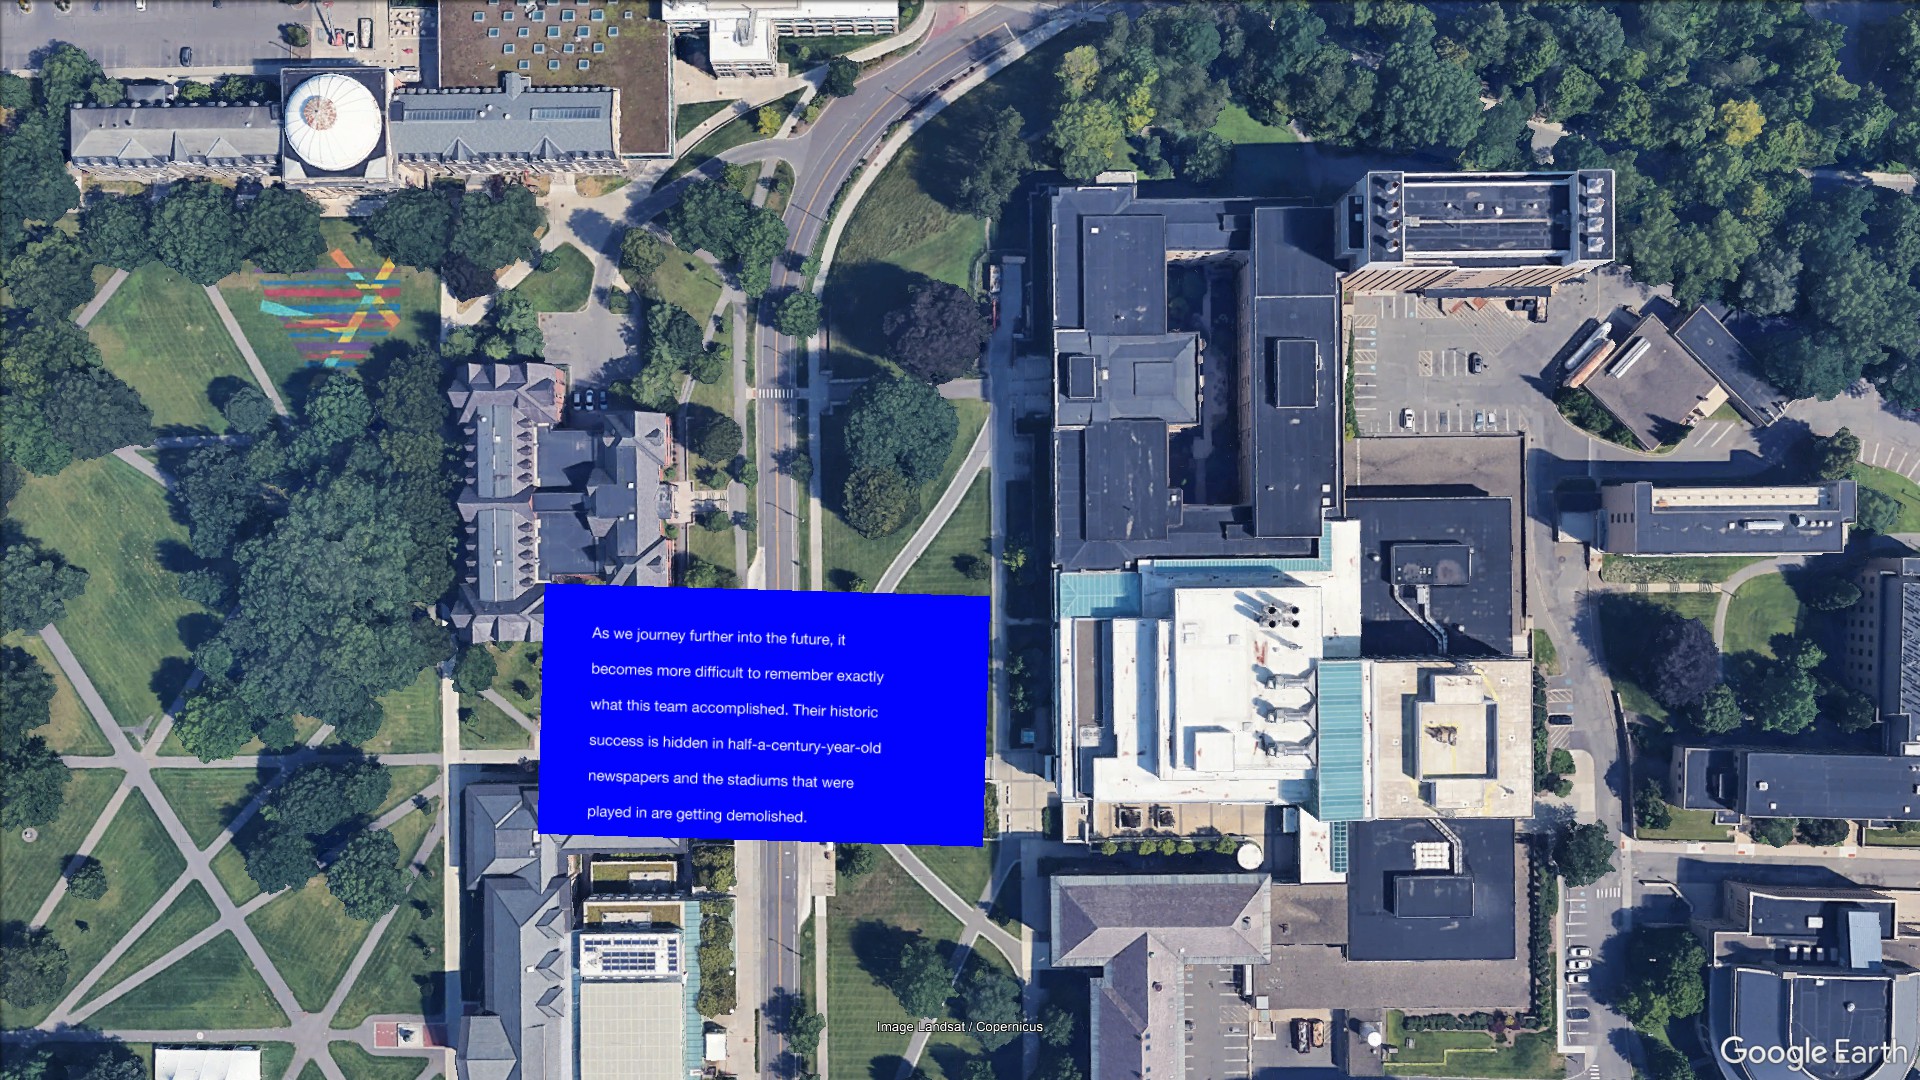 As we journey further into the future, it
becomes more difficult to remember exactly
what this team accomplished. Their historic
success is hidden in half-a-century-year-old
newspapers and the stadiums that were
played in are getting demolished.
Image Landsat / Copernicus
Google Earth